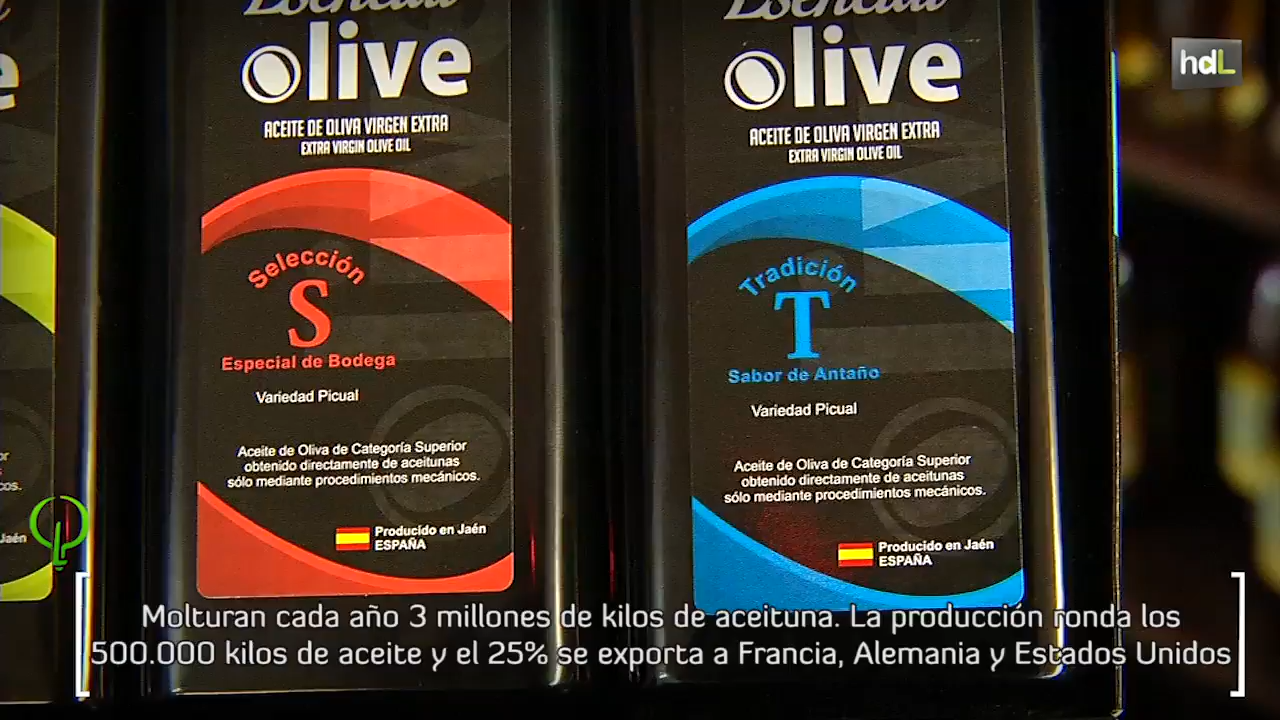 Esencial
Olive
ACEITE DE OLIVA VIRGEN EXTRA
EXTRA VIRGIN OLIVE OIL
Selección
S
Especial de Bodega
Variedad Picual
Aceite de Oliva de Categoría Superior
obtenido directamente de aceitunas
sólo mediante procedimientos mecánicos.
Producido en Jaén
ESPAÑA
Esencial
Olive
ACEITE DE OLIVA VIRGEN EXTRA
EXTRA VIRGIN OLIVE OIL
Tradición
T
Sabor de Antaño
Variedad Picual
Aceite de Oliva de Categoría Superior
obtenido directamente de aceitunas
sólo mediante procedimientos mecánicos.
Producido en Jaén
ESPAÑA
hdL
Jaén
Molturan cada año 3 millones de kilos de aceituna. La producción ronda los
500.000 kilos de aceite y el 25% se exporta a Francia, Alemania y Estados Unidos